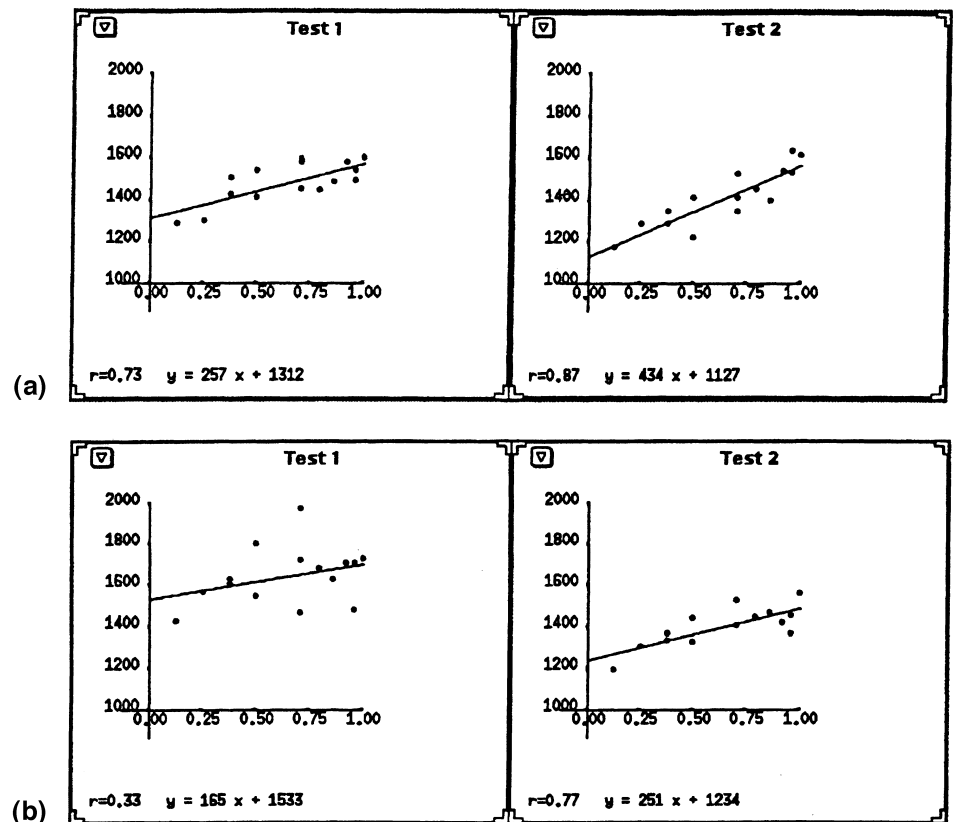 Test 1
2000
1800
1600
1400
1200
1000
0.00 0.25 0.50 0.75 1.00
r=0.73 y = 257 x + 1312
Test 2
2000
1800
1600
1400
1200
1000
0.00 0.25 0.50 0.75 1.00
r=0.87 y = 434 x + 1127
(a)
Test 1
2000
1800
1600
1400
1200
1000
0.00 0.25 0.50 0.75 1.00
r=0.33 y = 165 x + 1533
Test 2
2000
1800
1600
1400
1200
1000
0.00 0.25 0.50 0.75 1.00
r=0.77 y = 251 x + 1234
(b)